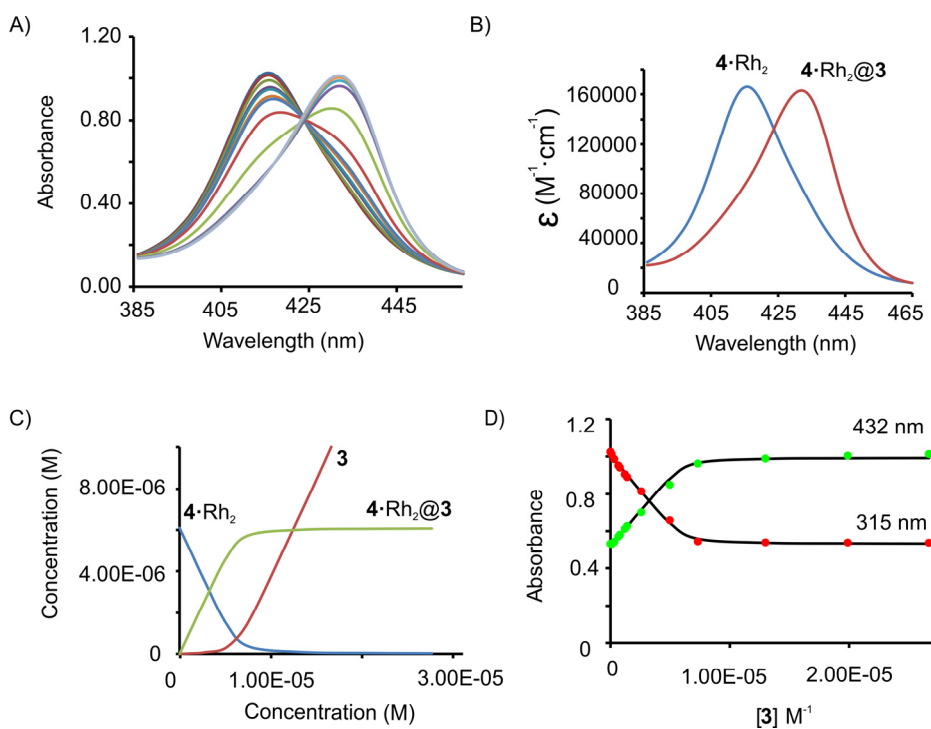 A)
1.20
0.80
0.40
0.00
Absorbance
385 405 425 445
Wavelength (nm)
B)
4·Rh₂ 4·Rh₂@3
160000
120000
80000
40000
0
ε (M⁻¹·cm⁻¹)
385 405 425 445 465
Wavelength (nm)
C)
8.00E-06
4.00E-06
0
Concentration (M)
4·Rh₂
3
4·Rh₂@3
0 1.00E-05 3.00E-05
Concentration (M)
D)
1.2
0.8
0.4
0
Absorbance
432 nm
315 nm
0 1.00E-05 2.00E-05
[3] M⁻¹